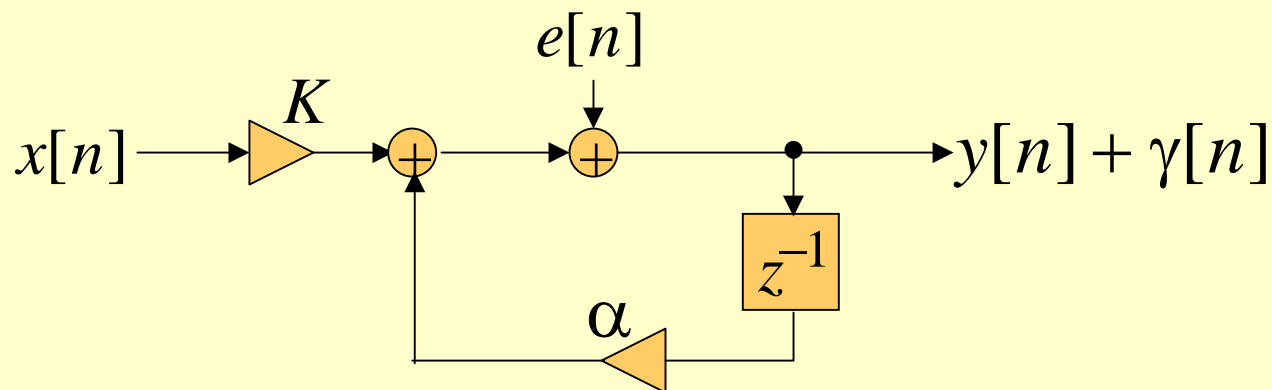 e[n]
K
x[n] + + y[n] + γ[n]
z⁻¹
α